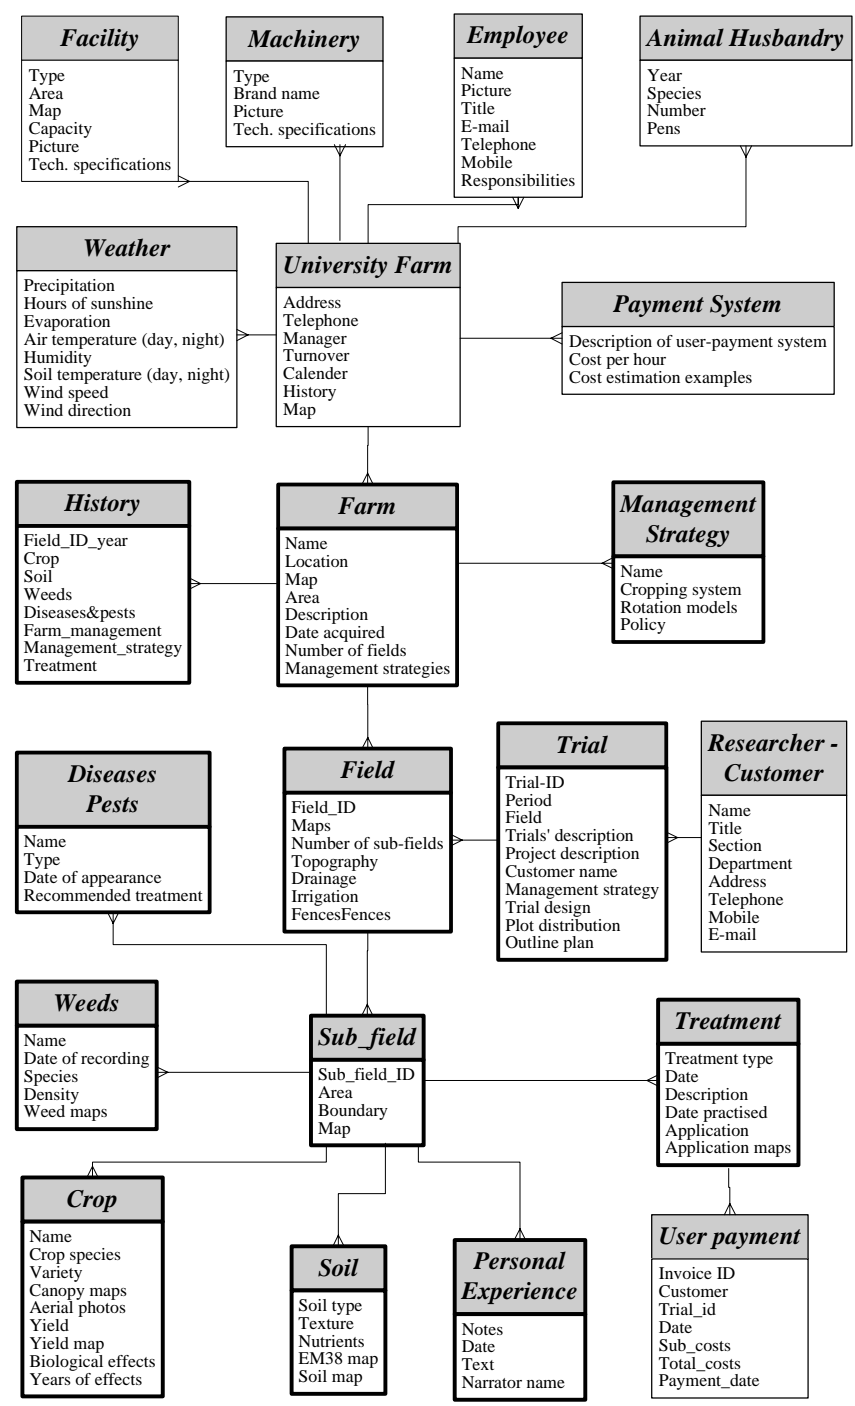 Facility
Type
Area
Map
Capacity
Picture
Tech. specifications
Machinery
Type
Brand name
Picture
Tech. specifications
Employee
Name
Picture
Title
E-mail
Telephone
Mobile
Responsibilities
Animal Husbandry
Year
Species
Number
Pens
Weather
Precipitation
Hours of sunshine
Evaporation
Air temperature (day, night)
Humidity
Soil temperature (day, night)
Wind speed
Wind direction
University Farm
Address
Telephone
Manager
Turnover
Calender
History
Map
Payment System
Description of user-payment system
Cost per hour
Cost estimation examples
History
Field_ID_year
Crop
Soil
Weeds
Diseases&pests
Farm_management
Management_strategy
Treatment
Farm
Name
Location
Map
Area
Description
Date acquired
Number of fields
Management strategies
Management
Strategy
Name
Cropping system
Rotation models
Policy
Diseases
Pests
Name
Type
Date of appearance
Recommended treatment
Field
Field_ID
Maps
Number of sub-fields
Topography
Drainage
Irrigation
FencesFences
Trial
Trial-ID
Period
Field
Trials' description
Project description
Customer name
Management strategy
Trial design
Plot distribution
Outline plan
Researcher -
Customer
Name
Title
Section
Department
Address
Telephone
Mobile
E-mail
Weeds
Name
Date of recording
Species
Density
Weed maps
Sub_field
Sub_field_ID
Area
Boundary
Map
Treatment
Treatment type
Date
Description
Date practised
Application
Application maps
Crop
Name
Crop species
Variety
Canopy maps
Aerial photos
Yield
Yield map
Biological effects
Years of effects
Soil
Soil type
Texture
Nutrients
EM38 map
Soil map
Personal
Experience
Notes
Date
Text
Narrator name
User payment
Invoice ID
Customer
Trial_id
Date
Sub_costs
Total_costs
Payment_date